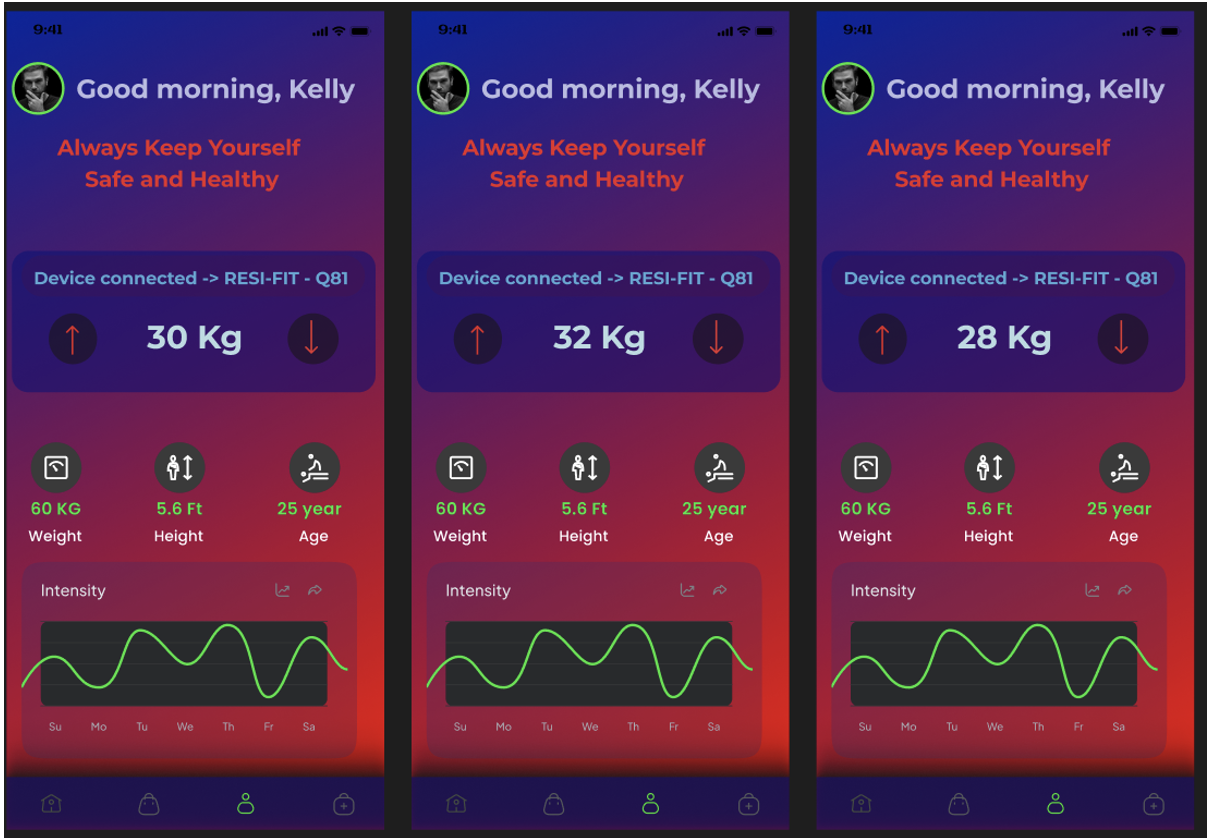 9:41
Good morning, Kelly
Always Keep Yourself
Safe and Healthy
Device connected -> RESI-FIT - Q81
30 Kg
60 KG 5.6 Ft 25 year
Weight Height Age
Intensity
Su Mo Tu We Th Fr Sa
9:41
Good morning, Kelly
Always Keep Yourself
Safe and Healthy
Device connected -> RESI-FIT - Q81
32 Kg
60 KG 5.6 Ft 25 year
Weight Height Age
Intensity
Su Mo Tu We Th Fr Sa
9:41
Good morning, Kelly
Always Keep Yourself
Safe and Healthy
Device connected -> RESI-FIT - Q81
28 Kg
60 KG 5.6 Ft 25 year
Weight Height Age
Intensity
Su Mo Tu We Th Fr Sa